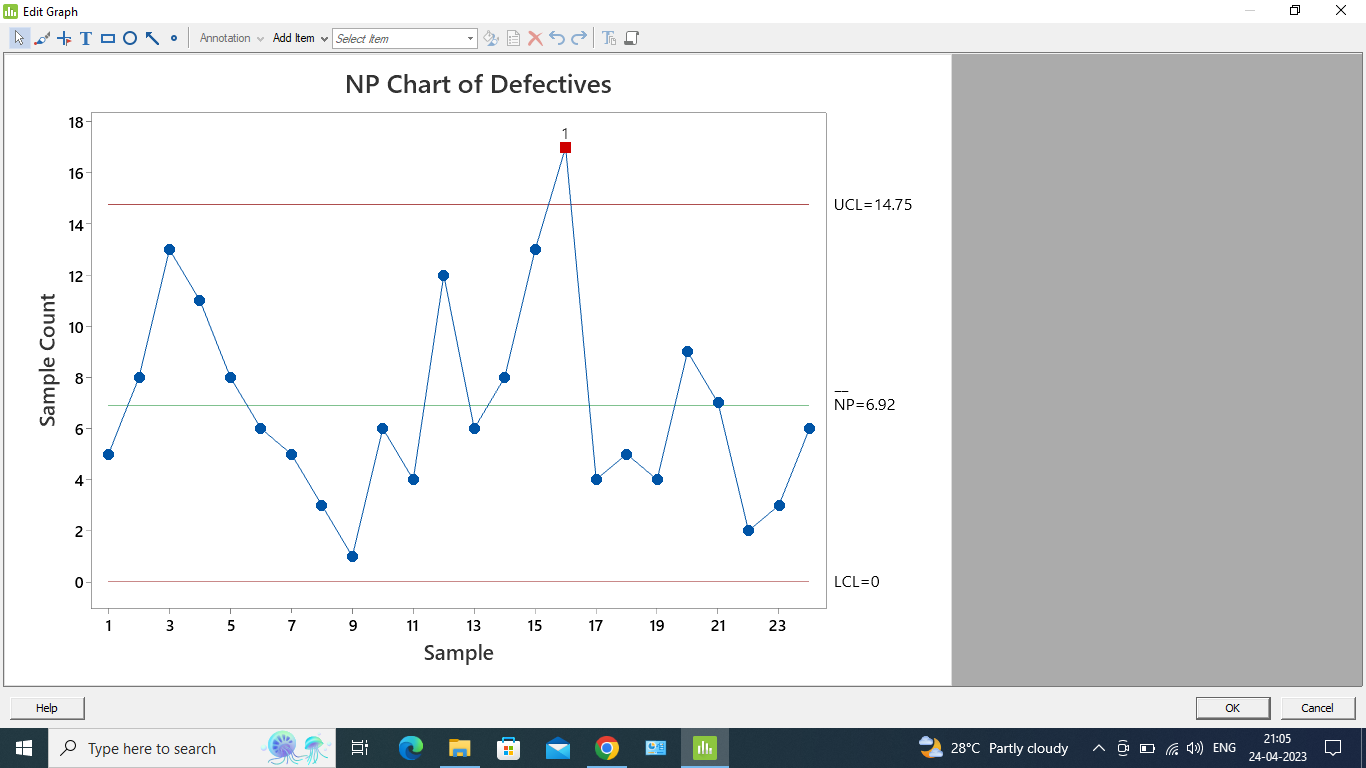 Edit Graph
T Annotation Add Item Select Item
NP Chart of Defectives
Sample Count
18
16
14
12
10
8
6
4
2
0
1
UCL=14.75
__
NP=6.92
LCL=0
1 3 5 7 9 11 13 15 17 19 21 23
Sample
Help OK Cancel
Type here to search
28°C Partly cloudy
ENG
21:05
24-04-2023